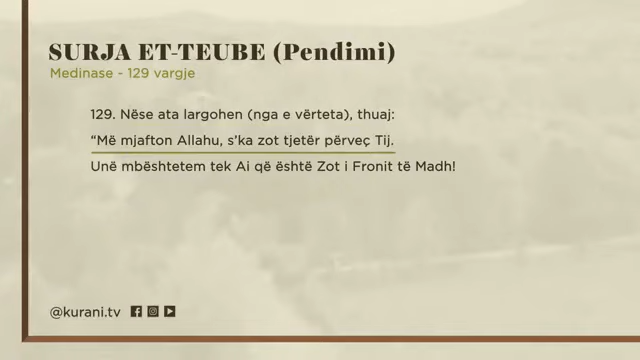 SURJA ET-TEUBE (Pendimi)
Medinase - 129 vargje
129. Nëse ata largohen (nga e vërteta), thuaj:
“Më mjafton Allahu, s’ka zot tjetër përveç Tij.
Unë mbështetem tek Ai që është Zot i Fronit të Madh!
@kurani.tv